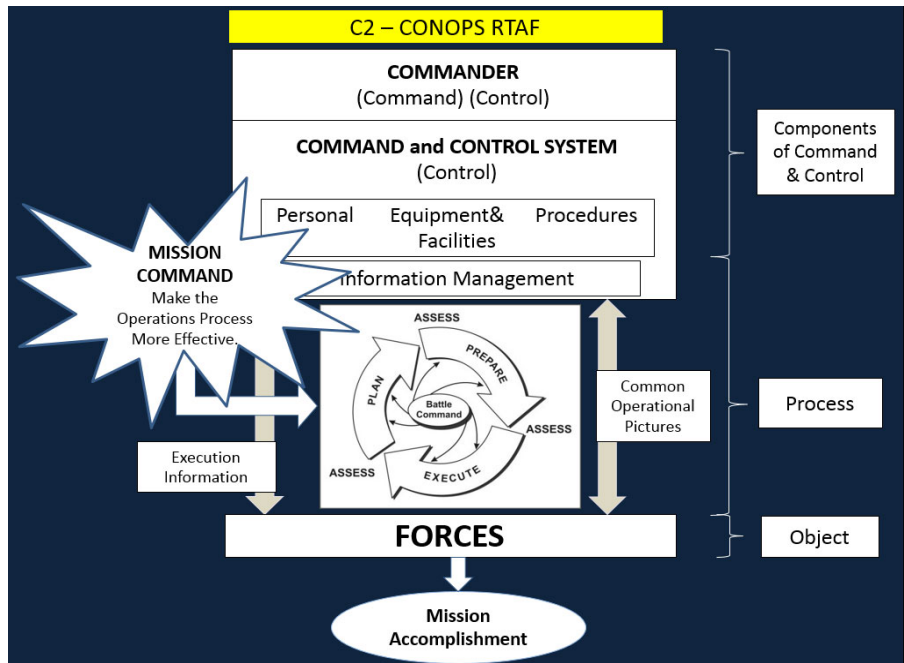 C2 – CONOPS RTAF
COMMANDER
(Command) (Control)
COMMAND and CONTROL SYSTEM
(Control)
Personal Equipment& Procedures
Facilities
Information Management
Components
of Command
& Control
MISSION
COMMAND
Make the
Operations Process
More Effective.
ASSESS
PREPARE
PLAN
Battle
Command
ASSESS
EXECUTE
ASSESS
Common
Operational
Pictures
Process
Execution
Information
FORCES
Object
Mission
Accomplishment